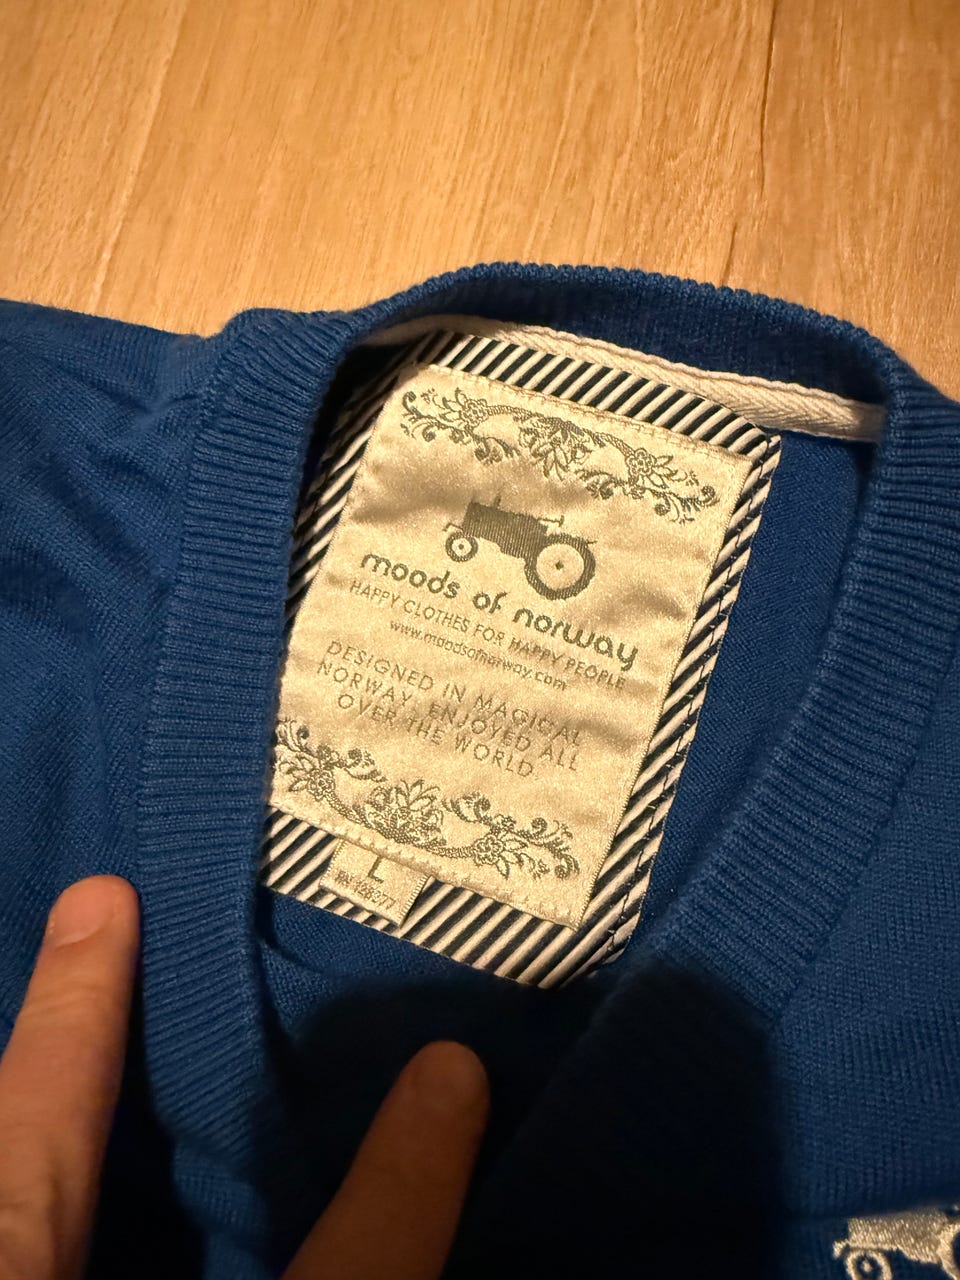 moods of norway
HAPPY CLOTHES FOR HAPPY PEOPLE
www.moodsofnorway.com
DESIGNED IN MAGICAL
NORWAY, ENJOYED ALL
OVER THE WORLD.
L